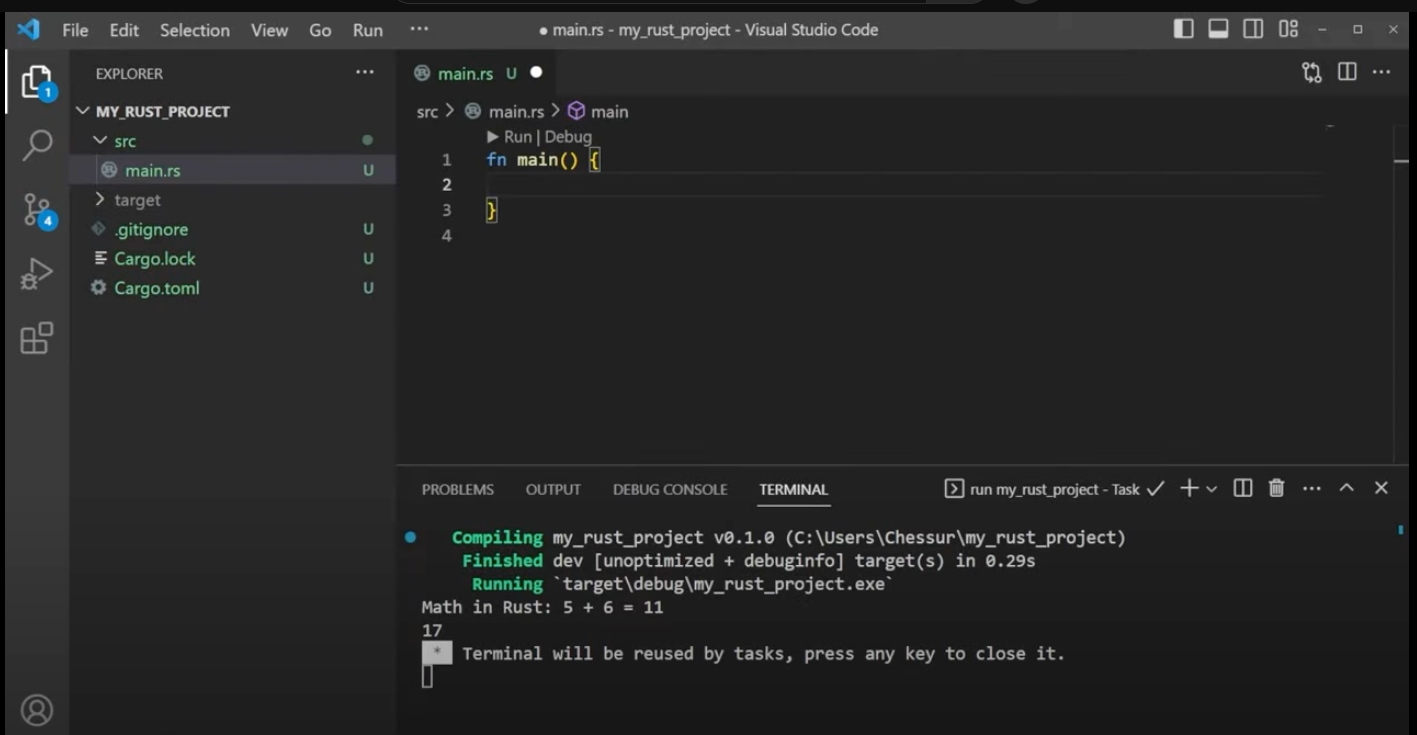 File Edit Selection View Go Run ··· ● main.rs - my_rust_project - Visual Studio Code
EXPLORER ···
MY_RUST_PROJECT
src
main.rs U
target
.gitignore U
Cargo.lock U
Cargo.toml U
1
4
main.rs U ●
src > main.rs > main
Run | Debug
1 fn main() {
2
3 }
4
PROBLEMS OUTPUT DEBUG CONSOLE TERMINAL run my_rust_project - Task
Compiling my_rust_project v0.1.0 (C:\Users\Chessur\my_rust_project)
Finished dev [unoptimized + debuginfo] target(s) in 0.29s
Running `target\debug\my_rust_project.exe`
Math in Rust: 5 + 6 = 11
17
* Terminal will be reused by tasks, press any key to close it.